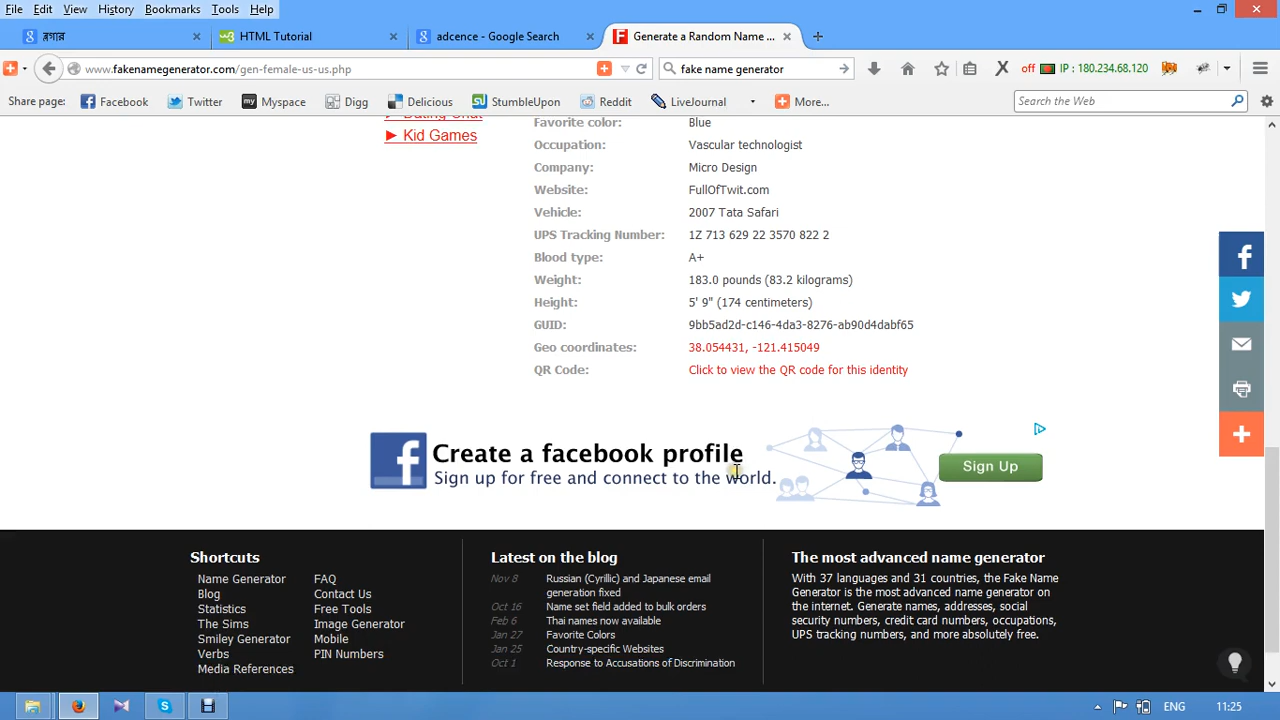 File Edit View History Bookmarks Tools Help
ব্লগার
HTML Tutorial
adcence - Google Search
Generate a Random Name ...
www.fakenamegenerator.com/gen-female-us-us.php
fake name generator
off IP : 180.234.68.120
Share page: Facebook Twitter Myspace Digg Delicious StumbleUpon Reddit LiveJournal More...
Search the Web
► Dating Chat
► Kid Games
Favorite color: Blue
Occupation: Vascular technologist
Company: Micro Design
Website: FullOfTwit.com
Vehicle: 2007 Tata Safari
UPS Tracking Number: 1Z 713 629 22 3570 822 2
Blood type: A+
Weight: 183.0 pounds (83.2 kilograms)
Height: 5' 9" (174 centimeters)
GUID: 9bb5ad2d-c146-4da3-8276-ab90d4dabf65
Geo coordinates: 38.054431, -121.415049
QR Code: Click to view the QR code for this identity
Create a facebook profile
Sign up for free and connect to the world.
Sign Up
Shortcuts
Name Generator
Blog
Statistics
The Sims
Smiley Generator
Verbs
Media References
FAQ
Contact Us
Free Tools
Image Generator
Mobile
PIN Numbers
Latest on the blog
Nov 8 Russian (Cyrillic) and Japanese email
generation fixed
Oct 16 Name set field added to bulk orders
Feb 6 Thai names now available
Jan 27 Favorite Colors
Jan 25 Country-specific Websites
Oct 1 Response to Accusations of Discrimination
The most advanced name generator
With 37 languages and 31 countries, the Fake Name
Generator is the most advanced name generator on
the internet. Generate names, addresses, social
security numbers, credit card numbers, occupations,
UPS tracking numbers, and more absolutely free.
ENG 11:25